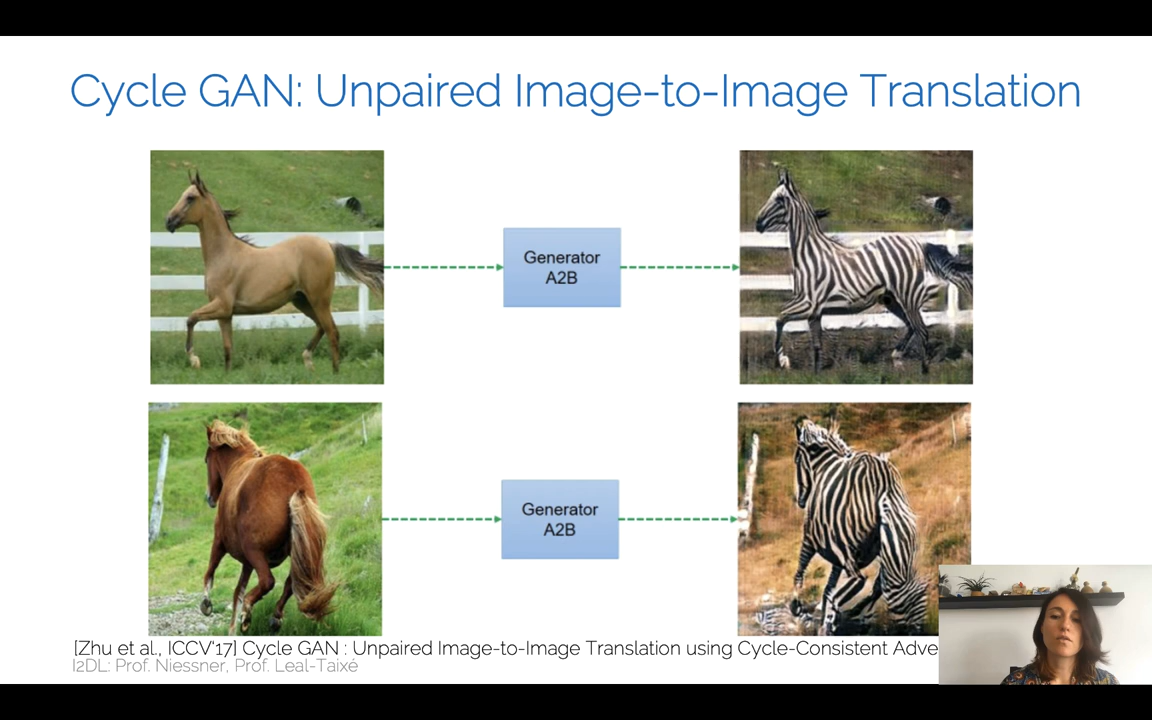 Cycle GAN: Unpaired Image-to-Image Translation
Generator
A2B
Generator
A2B
[Zhu et al., ICCV'17] Cycle GAN : Unpaired Image-to-Image Translation using Cycle-Consistent Adve
I2DL: Prof. Niessner, Prof. Leal-Taixé